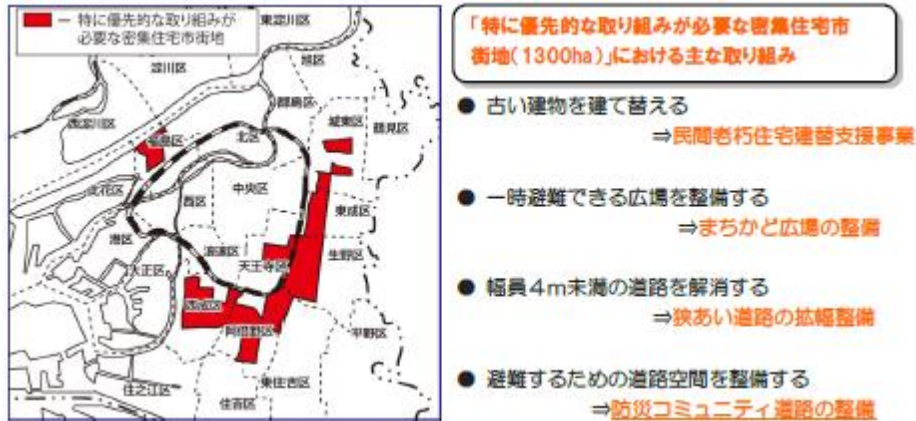 ー 特に優先的な取り組みが
必要な密集住宅市街地
東淀川区
淀川区
旭区
都島区
西淀川区
城東区
鶴見区
福島区
北区
此花区
西区
中央区
東成区
港区
浪速区
生野区
大正区
天王寺区
西成区
阿倍野区
平野区
住之江区
東住吉区
住吉区
「特に優先的な取り組みが必要な密集住宅市
街地(1300ha)」における主な取り組み
● 古い建物を建て替える
⇒民間老朽住宅建替支援事業
● 一時避難できる広場を整備する
⇒まちかど広場の整備
● 幅員4m未満の道路を解消する
⇒狭あい道路の拡幅整備
● 避難するための道路空間を整備する
⇒防災コミュニティ道路の整備